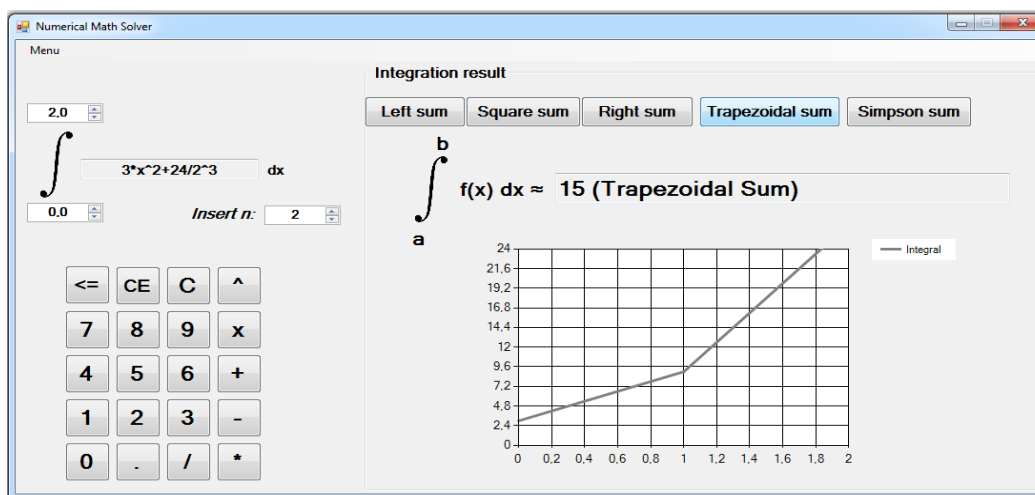 Numerical Math Solver
Menu
Integration result
Left sum Square sum Right sum Trapezoidal sum Simpson sum
2,0
3*x^2+24/2^3 dx
0,0
Insert n: 2
b
∫ f(x) dx ≈ 15 (Trapezoidal Sum)
a
<= CE C ^
7 8 9 x
4 5 6 +
1 2 3 -
0 . / *
24
21,6
19,2
16,8
14,4
12
9,6
7,2
4,8
2,4
0
0 0,2 0,4 0,6 0,8 1 1,2 1,4 1,6 1,8 2
Integral